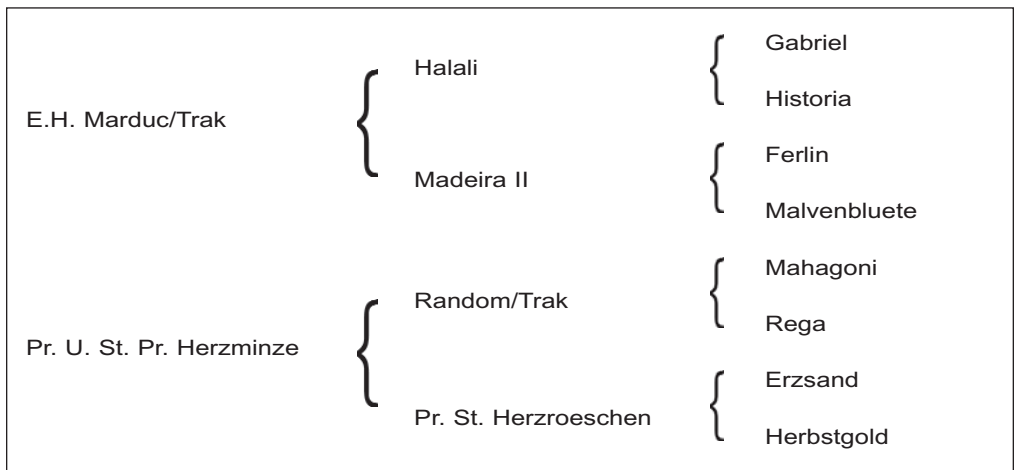 Gabriel
Halali
Historia
E.H. Marduc/Trak
Ferlin
Madeira II
Malvenbluete
Mahagoni
Random/Trak
Rega
Pr. U. St. Pr. Herzminze
Erzsand
Pr. St. Herzroeschen
Herbstgold